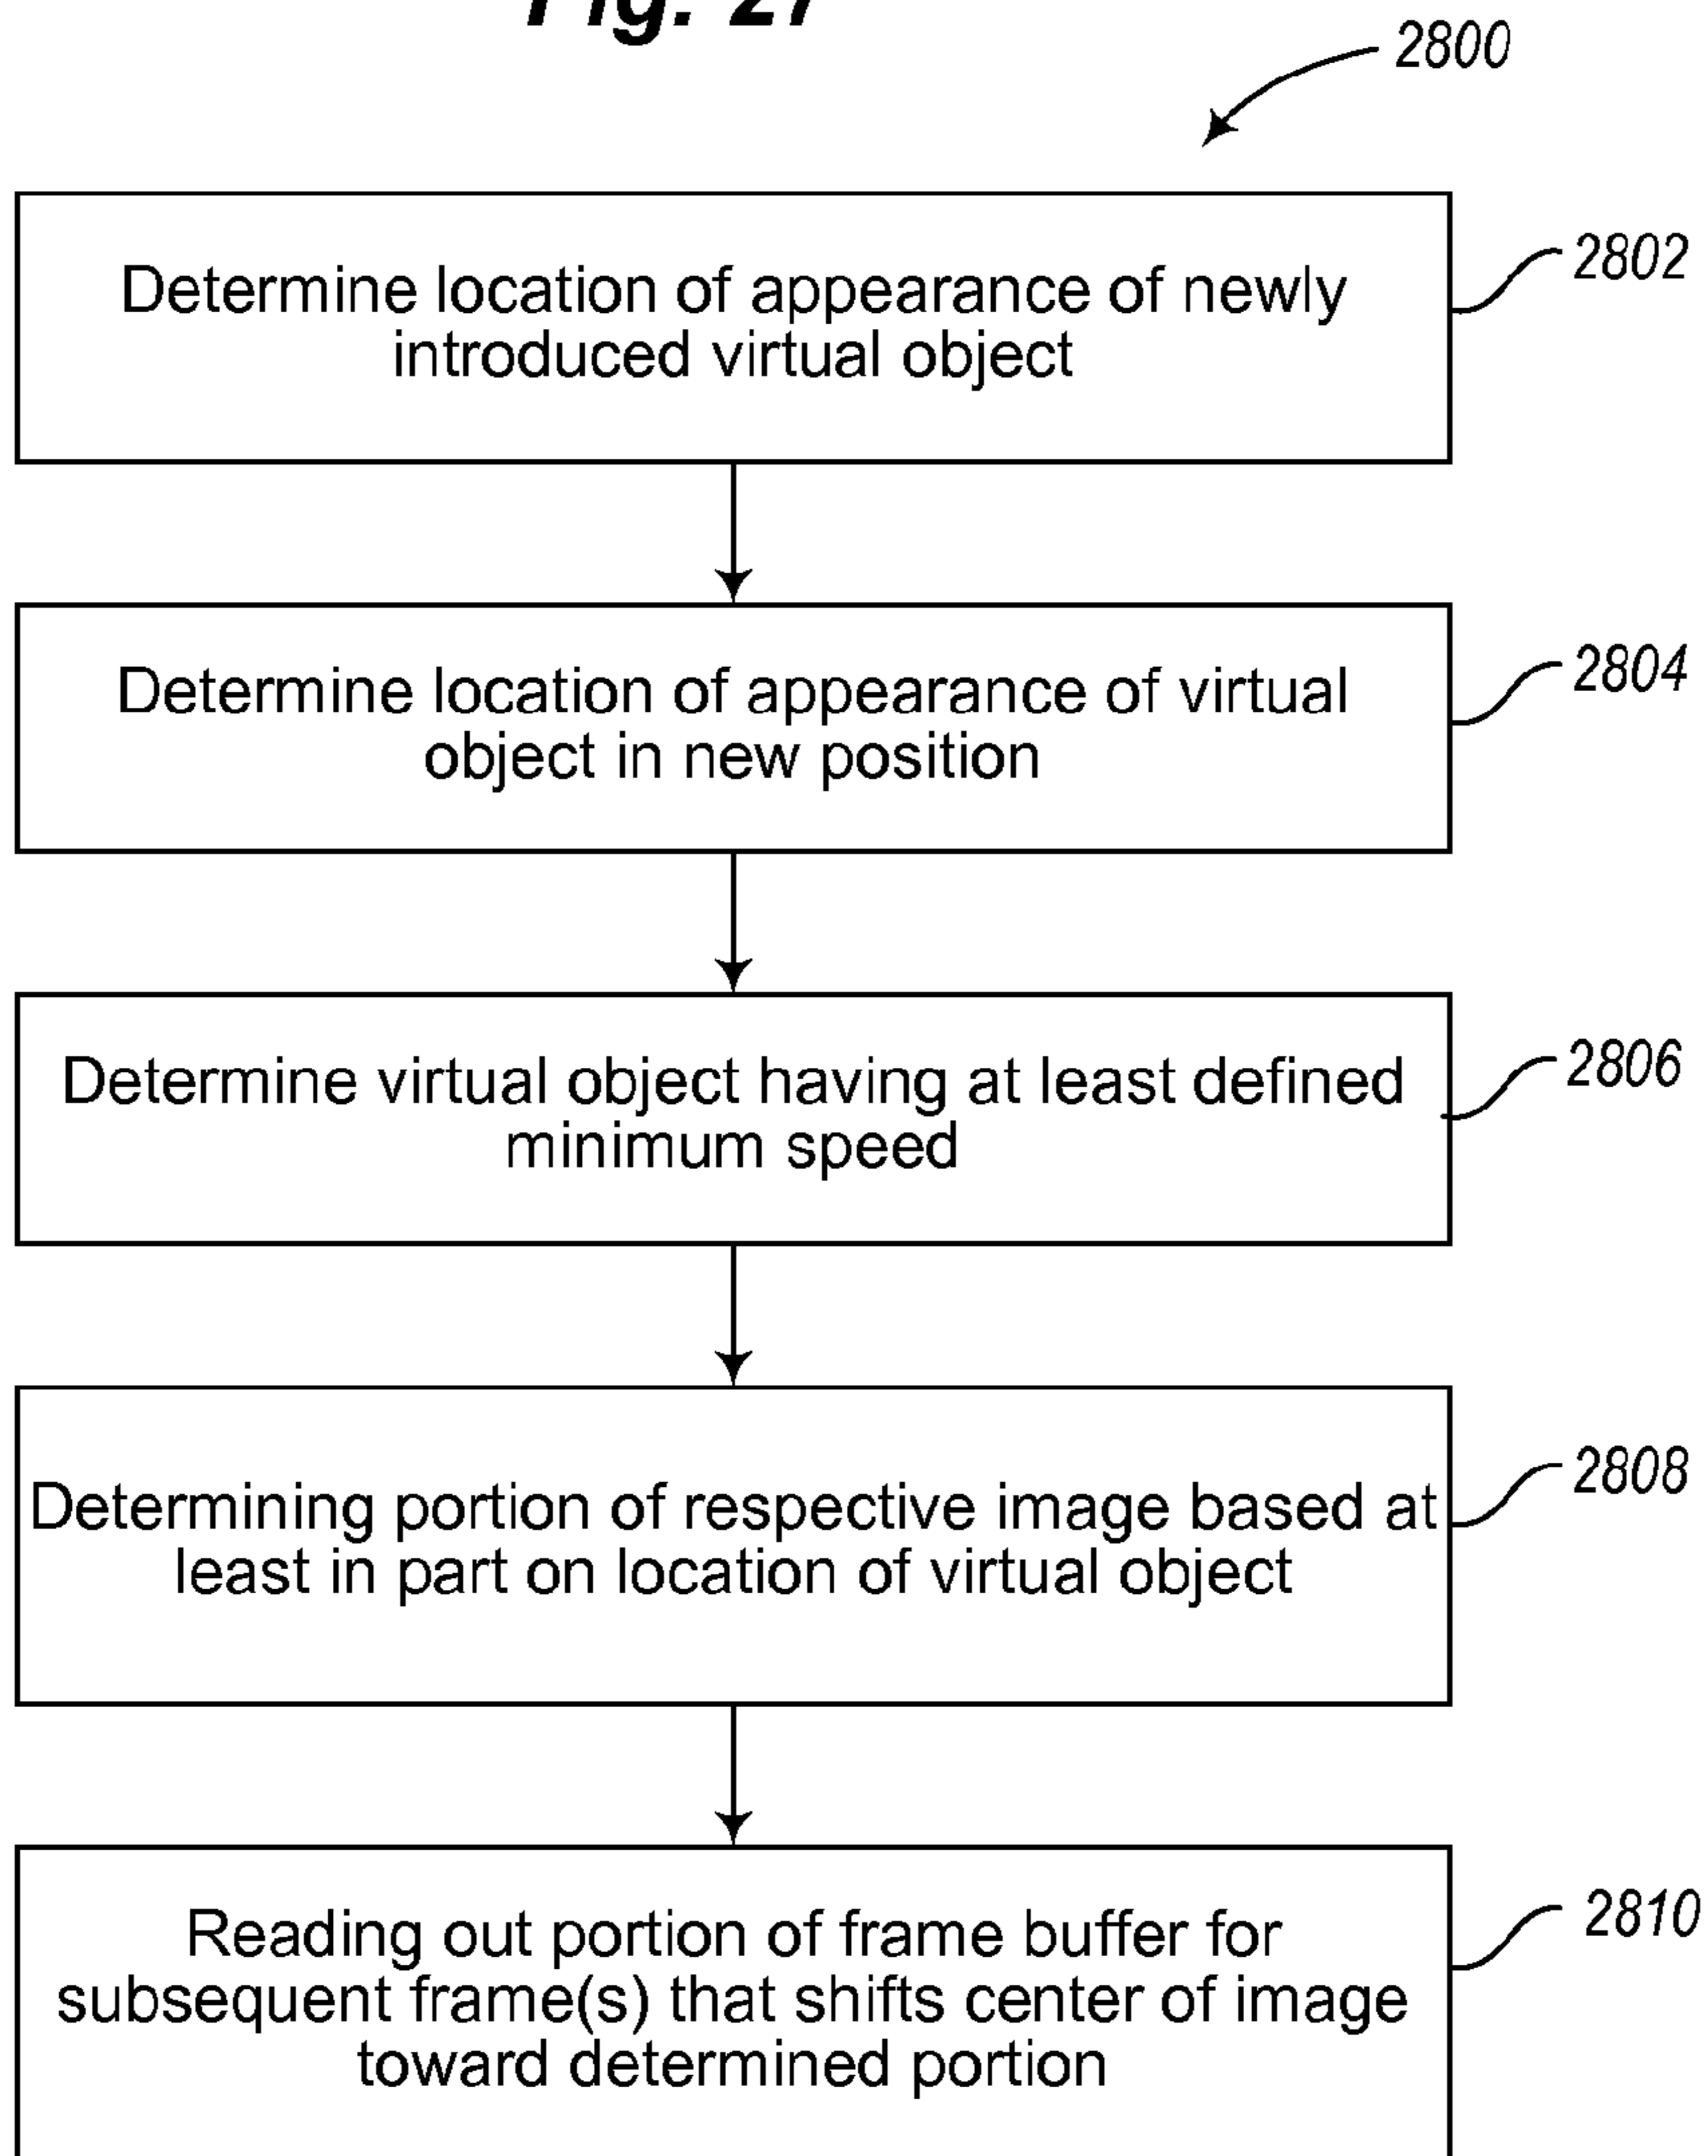 Fig. 27
2800
Determine location of appearance of newly
introduced virtual object
2802
Determine location of appearance of virtual
object in new position
2804
Determine virtual object having at least defined
minimum speed
2806
Determining portion of respective image based at
least in part on location of virtual object
2808
Reading out portion of frame buffer for
subsequent frame(s) that shifts center of image
toward determined portion
2810